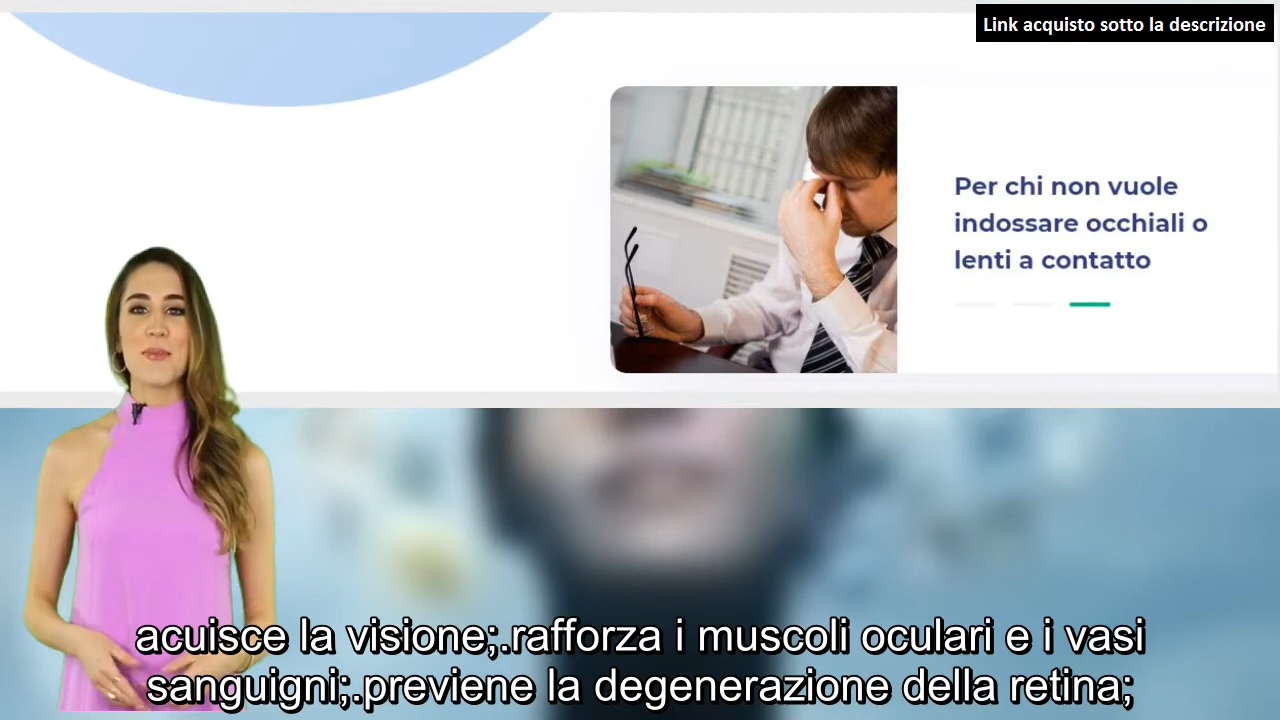 Link acquisto sotto la descrizione
Per chi non vuole
indossare occhiali o
lenti a contatto
acuisce la visione;.rafforza i muscoli oculari e i vasi
sanguigni;.previene la degenerazione della retina;